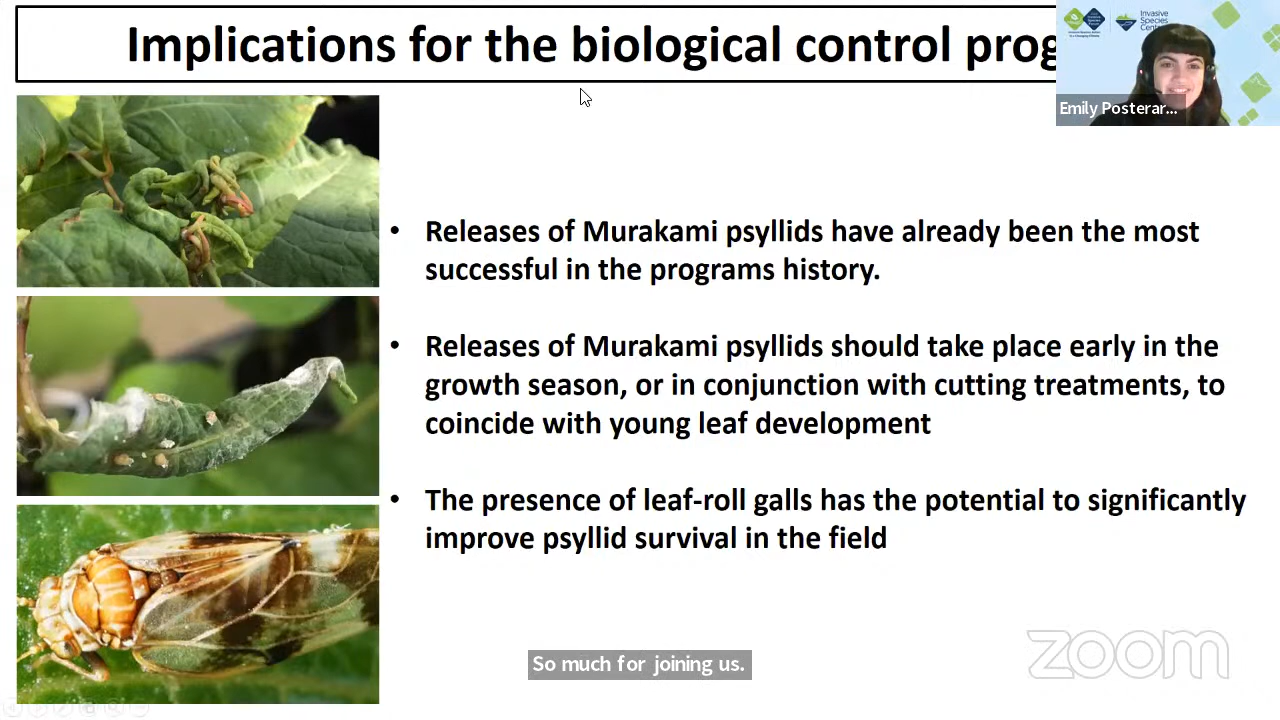 Implications for the biological control prog
Invasive
Species
Centre
Emily Posterar...
• Releases of Murakami psyllids have already been the most
successful in the programs history.
• Releases of Murakami psyllids should take place early in the
growth season, or in conjunction with cutting treatments, to
coincide with young leaf development
• The presence of leaf-roll galls has the potential to significantly
improve psyllid survival in the field
So much for joining us.
zoom